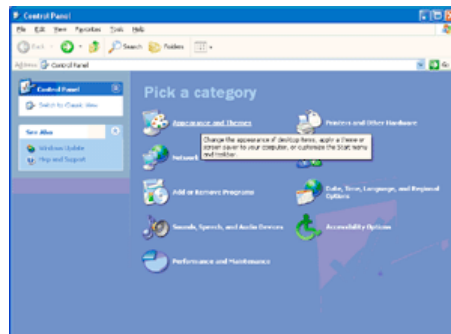 Control Panel
File Edit View Favorites Tools Help
Back Search Folders
Address Control Panel Go
Control Panel
Switch to Classic View
See Also
Windows Update
Help and Support
Pick a category
Appearance and Themes
Printers and Other Hardware
Change the appearance of desktop items, apply a theme or
screen saver to your computer, or customize the Start menu
and taskbar.
Network
Add or Remove Programs
Date, Time, Language, and Regional
Options
Sounds, Speech, and Audio Devices
Accessibility Options
Performance and Maintenance